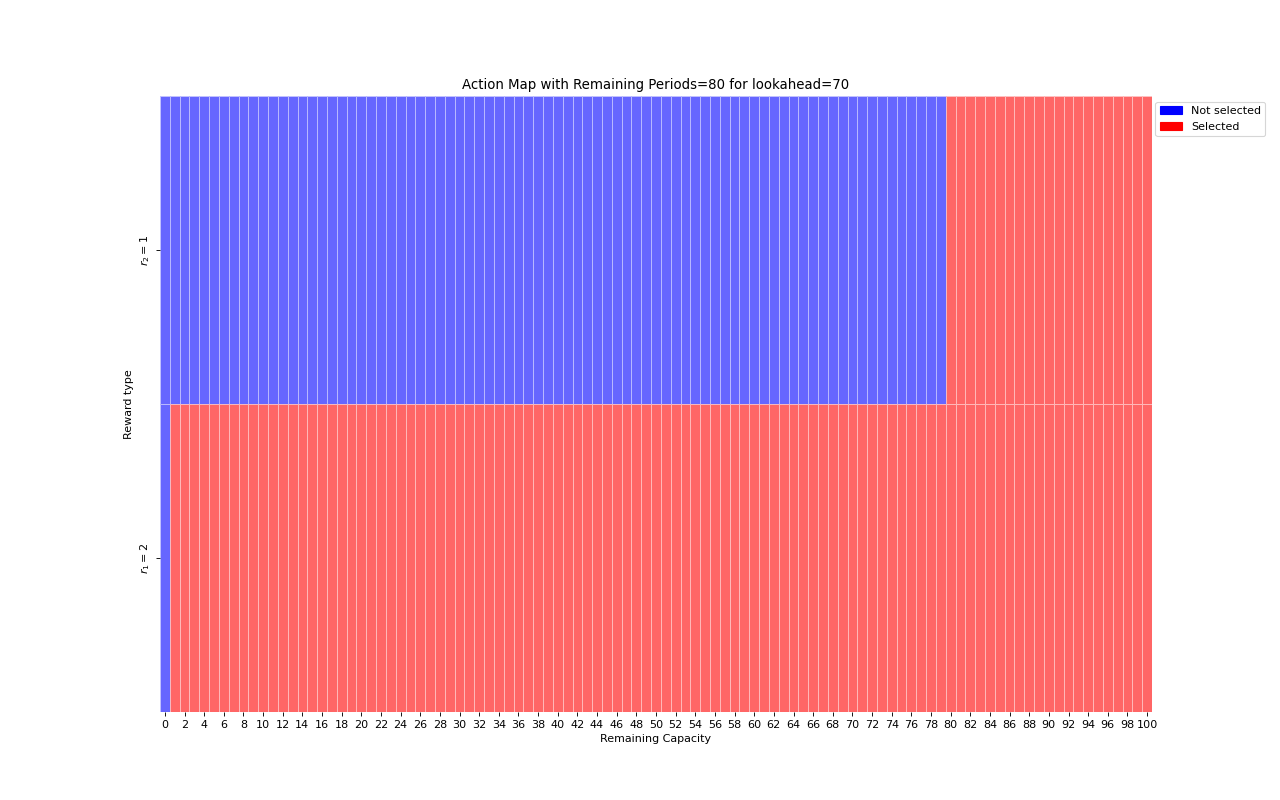 Action Map with Remaining Periods=80 for lookahead=70
Not selected
Selected
r₂ = 1
Reward type
r₁ = 2
0 2 4 6 8 10 12 14 16 18 20 22 24 26 28 30 32 34 36 38 40 42 44 46 48 50 52 54 56 58 60 62 64 66 68 70 72 74 76 78 80 82 84 86 88 90 92 94 96 98 100
Remaining Capacity